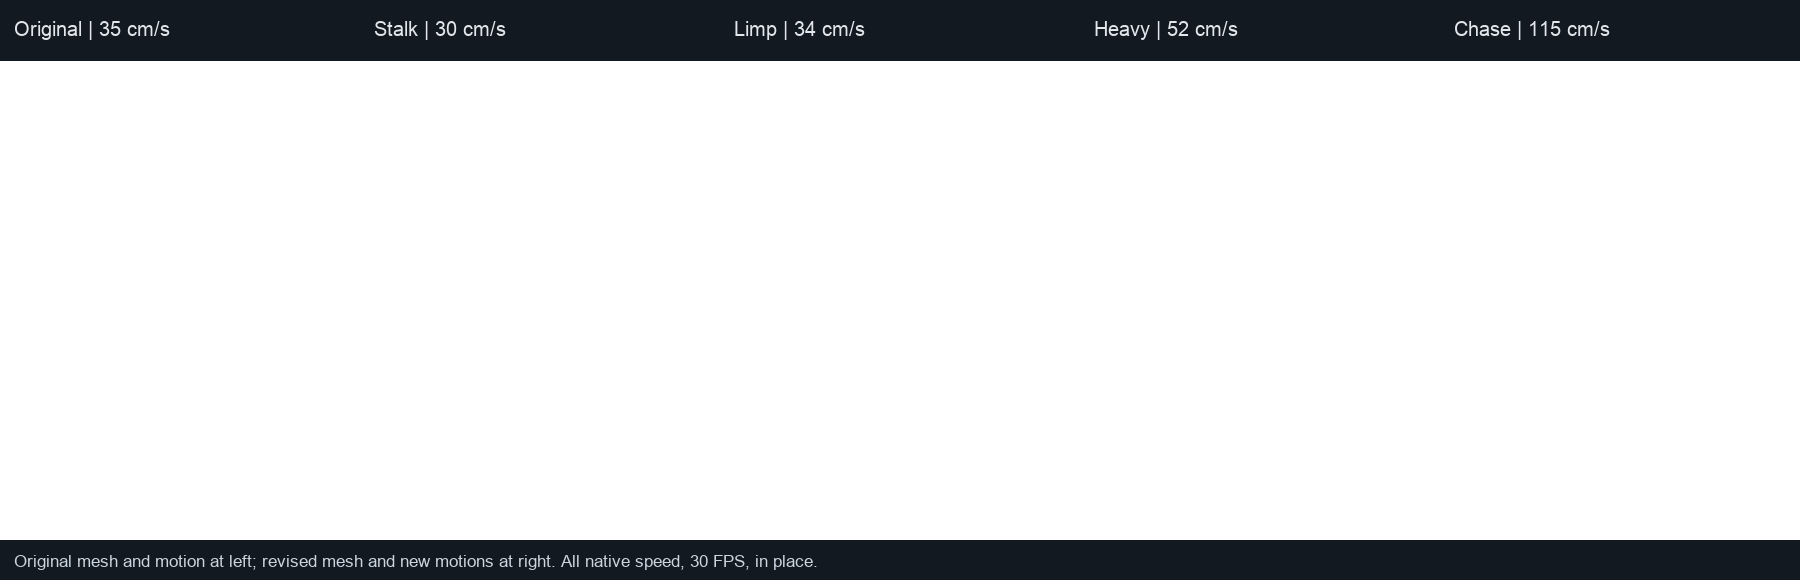 Original | 35 cm/s
Stalk | 30 cm/s
Limp | 34 cm/s
Heavy | 52 cm/s
Chase | 115 cm/s
Original mesh and motion at left; revised mesh and new motions at right. All native speed, 30 FPS, in place.